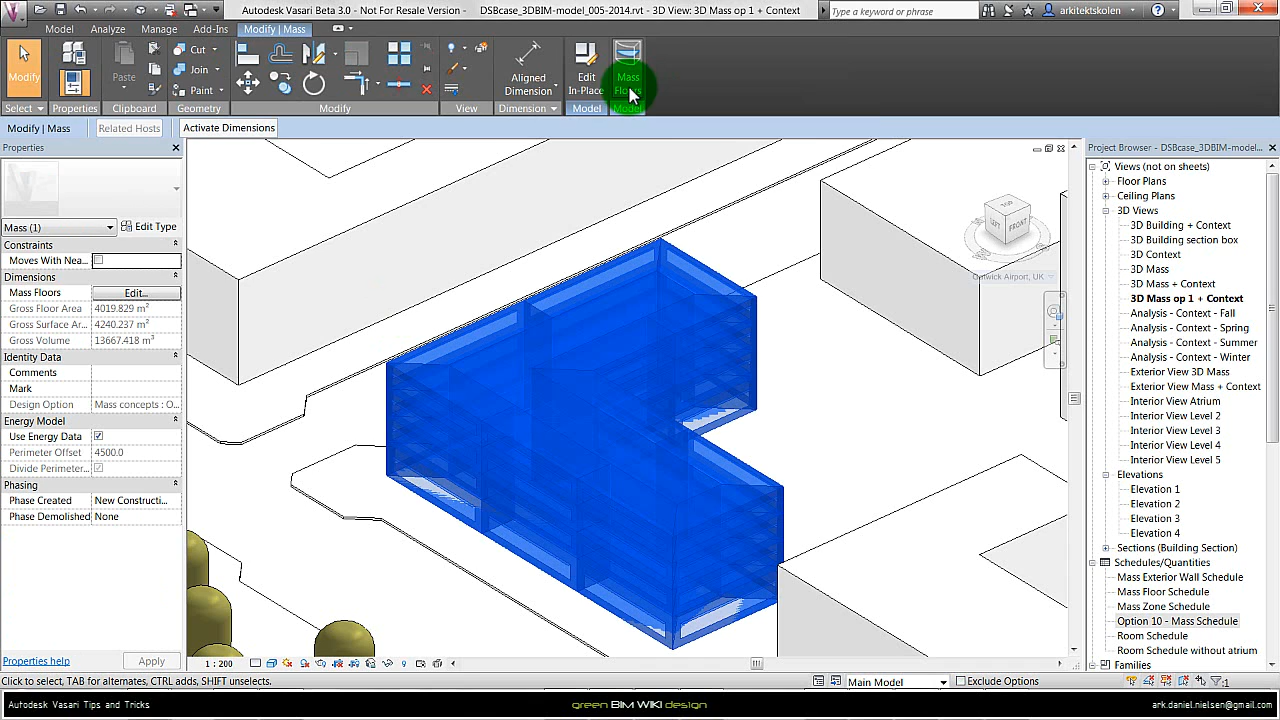 Autodesk Vasari Beta 3.0 - Not For Resale Version - DSBcase_3DBIM-model_005-2014.rvt - 3D View: 3D Mass op 1 + Context
Type a keyword or phrase
arkitektskolen
Model Analyze Manage Add-Ins Modify | Mass
Modify
Paste
Cut
Join
Paint
Aligned
Dimension
Edit
In-Place
Mass
Floors
Select Properties Clipboard Geometry Modify View Dimension Model Model
Modify | Mass Related Hosts Activate Dimensions
Properties
Mass (1) Edit Type
Constraints
Moves With Nea...
Dimensions
Mass Floors Edit...
Gross Floor Area 4019.829 m²
Gross Surface Ar... 4240.237 m²
Gross Volume 13667.418 m³
Identity Data
Comments
Mark
Design Option Mass concepts : O...
Energy Model
Use Energy Data
Perimeter Offset 4500.0
Divide Perimeter...
Phasing
Phase Created New Constructi...
Phase Demolished None
Properties help Apply
TOP
LEFT
FRONT
Gatwick Airport, UK
Project Browser - DSBcase_3DBIM-model...
Views (not on sheets)
Floor Plans
Ceiling Plans
3D Views
3D Building + Context
3D Building section box
3D Context
3D Mass
3D Mass + Context
3D Mass op 1 + Context
Analysis - Context - Fall
Analysis - Context - Spring
Analysis - Context - Summer
Analysis - Context - Winter
Exterior View 3D Mass
Exterior View Mass + Context
Interior View Atrium
Interior View Level 2
Interior View Level 3
Interior View Level 4
Interior View Level 5
Elevations
Elevation 1
Elevation 2
Elevation 3
Elevation 4
Sections (Building Section)
Schedules/Quantities
Mass Exterior Wall Schedule
Mass Floor Schedule
Mass Zone Schedule
Option 10 - Mass Schedule
Room Schedule
Room Schedule without atrium
Families
1 : 200
Click to select, TAB for alternates, CTRL adds, SHIFT unselects.
Main Model
Exclude Options
:1
Autodesk Vasari Tips and Tricks
green BIM WIKI design
ark.daniel.nielsen@gmail.com